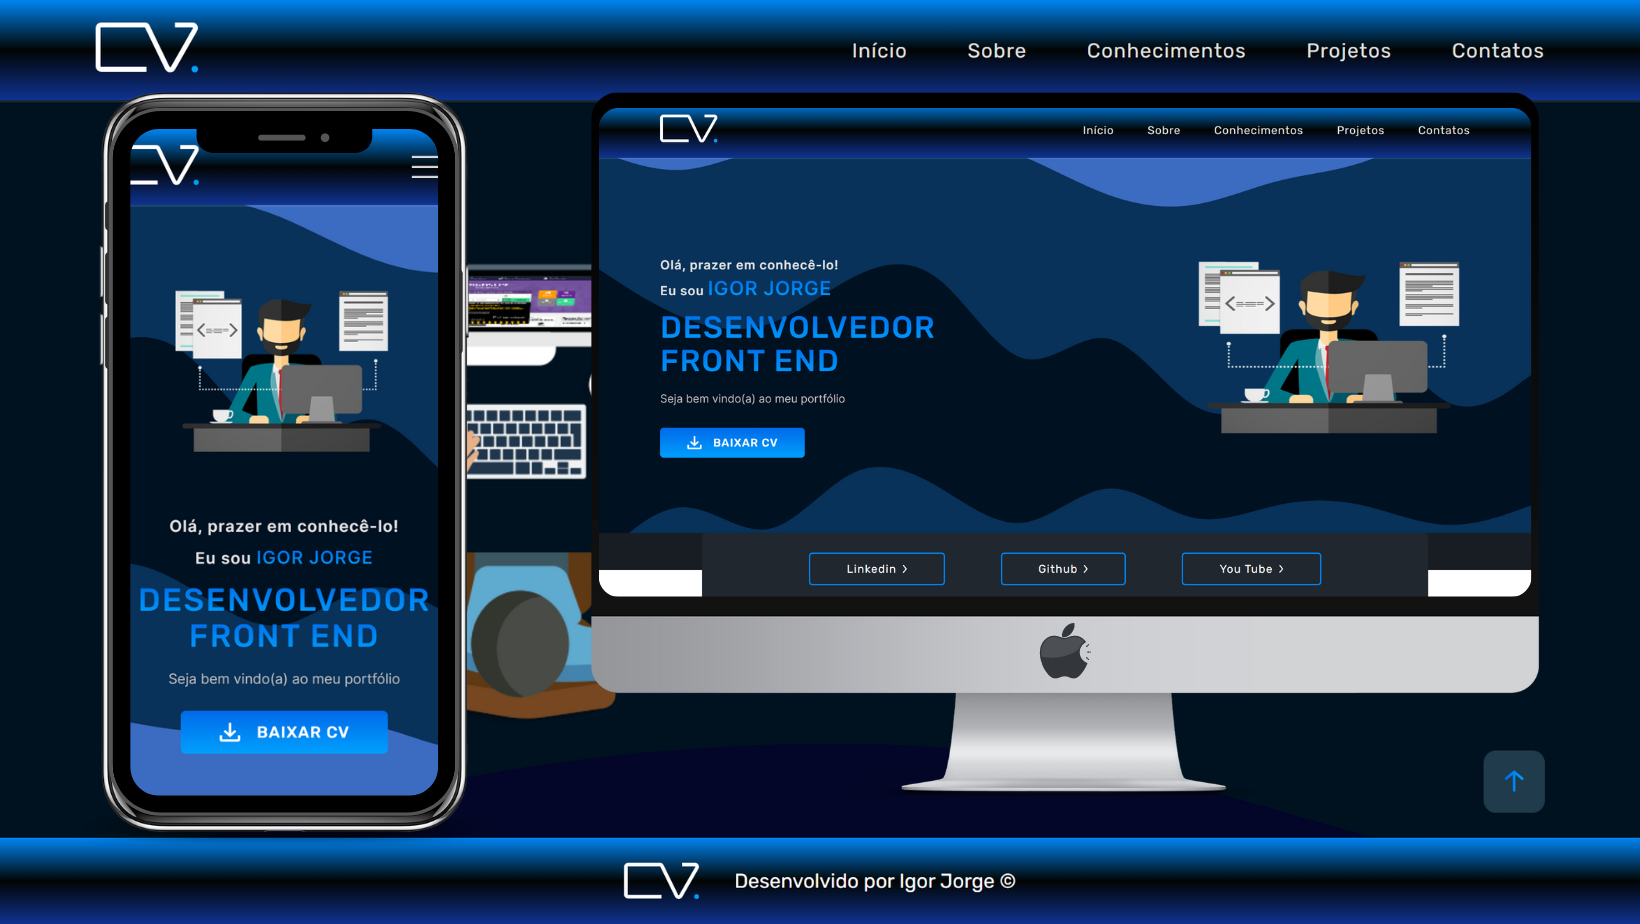 CV.
Início Sobre Conhecimentos Projetos Contatos
CV.
Olá, prazer em conhecê-lo!
Eu sou IGOR JORGE
DESENVOLVEDOR
FRONT END
Seja bem vindo(a) ao meu portfólio
BAIXAR CV
CV.
Início Sobre Conhecimentos Projetos Contatos
Olá, prazer em conhecê-lo!
Eu sou IGOR JORGE
DESENVOLVEDOR
FRONT END
Seja bem vindo(a) ao meu portfólio
BAIXAR CV
Linkedin > Github > You Tube >
CV.
Desenvolvido por Igor Jorge ©